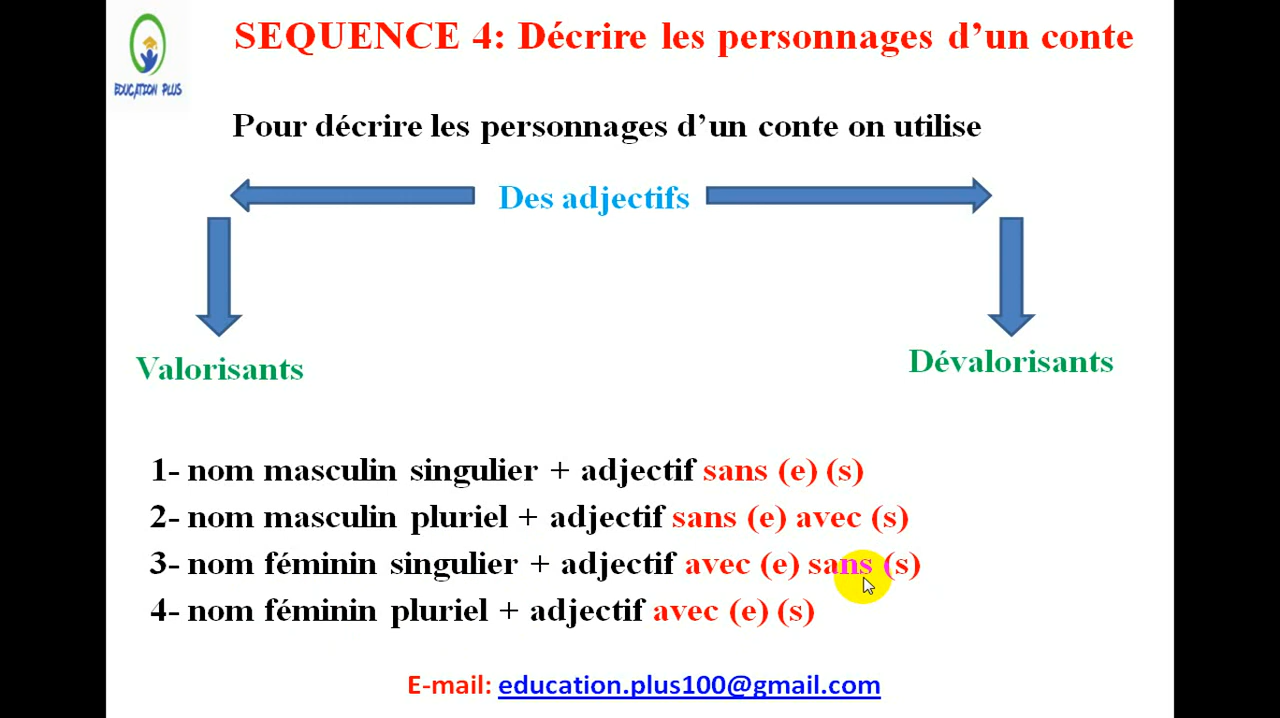 SEQUENCE 4: Décrire les personnages d’un conte
EDUCATION PLUS
Pour décrire les personnages d’un conte on utilise
Des adjectifs
Valorisants
Dévalorisants
1- nom masculin singulier + adjectif sans (e) (s)
2- nom masculin pluriel + adjectif sans (e) avec (s)
3- nom féminin singulier + adjectif avec (e) sans (s)
4- nom féminin pluriel + adjectif avec (e) (s)
E-mail: education.plus100@gmail.com